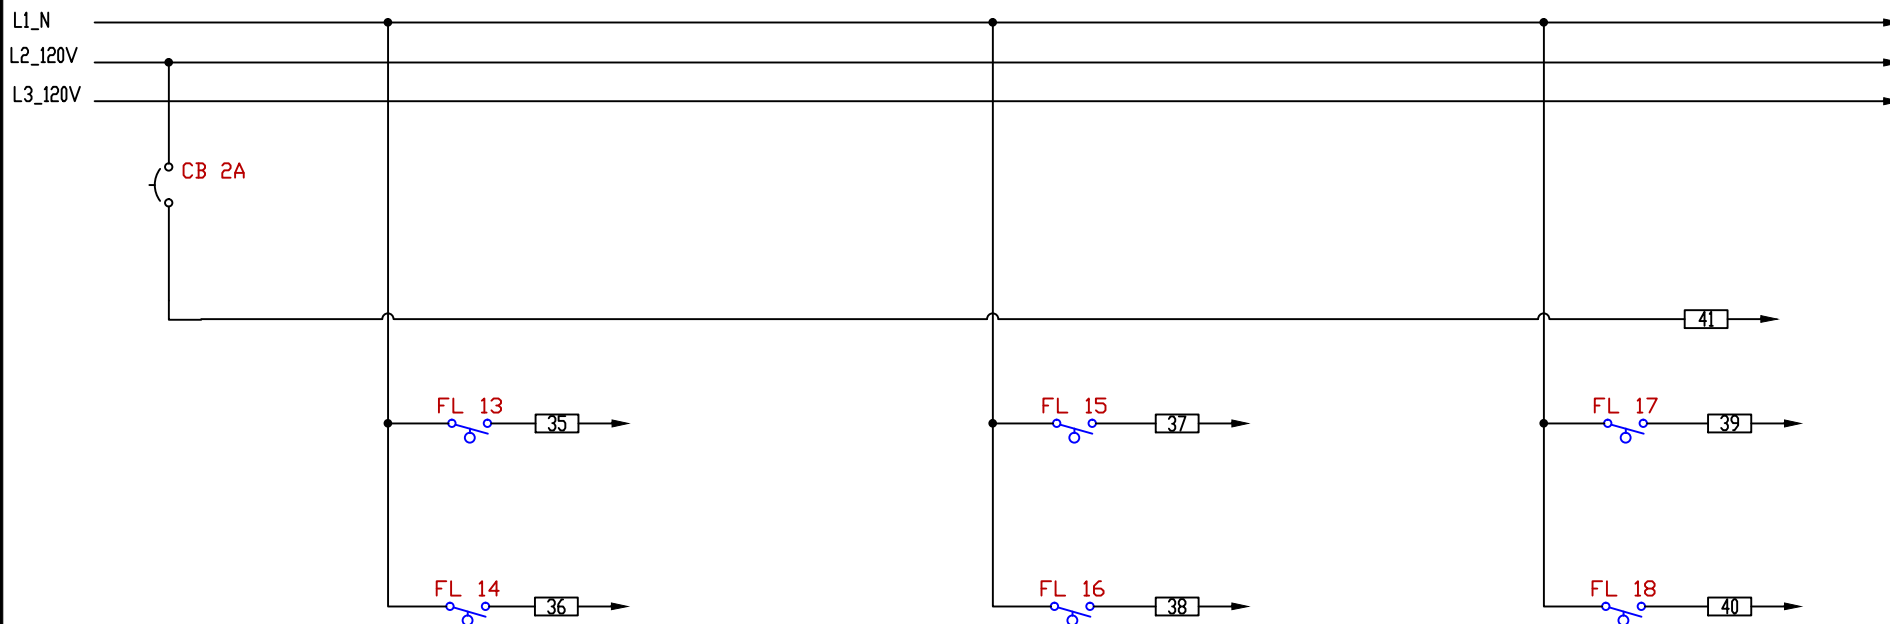 L1_N
L2_120V
L3_120V
CB 2A
41
FL 13
35
FL 15
37
FL 17
39
FL 14
36
FL 16
38
FL 18
40